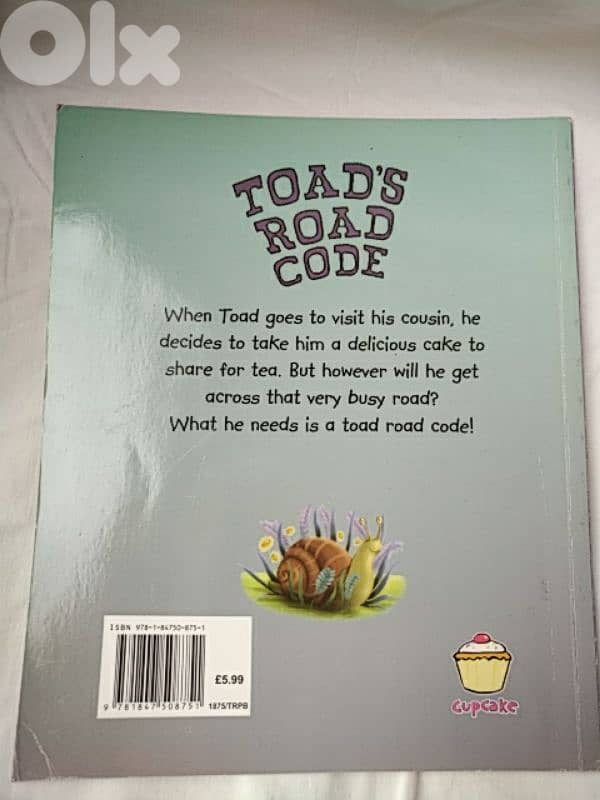 Olx
TOAD'S
ROAD
CODE
When Toad goes to visit his cousin, he
decides to take him a delicious cake to
share for tea. But however will he get
across that very busy road?
What he needs is a toad road code!
ISBN 978-1-84750-875-1
£5.99
9 781847 508751
1875/TRPB
Cupcake